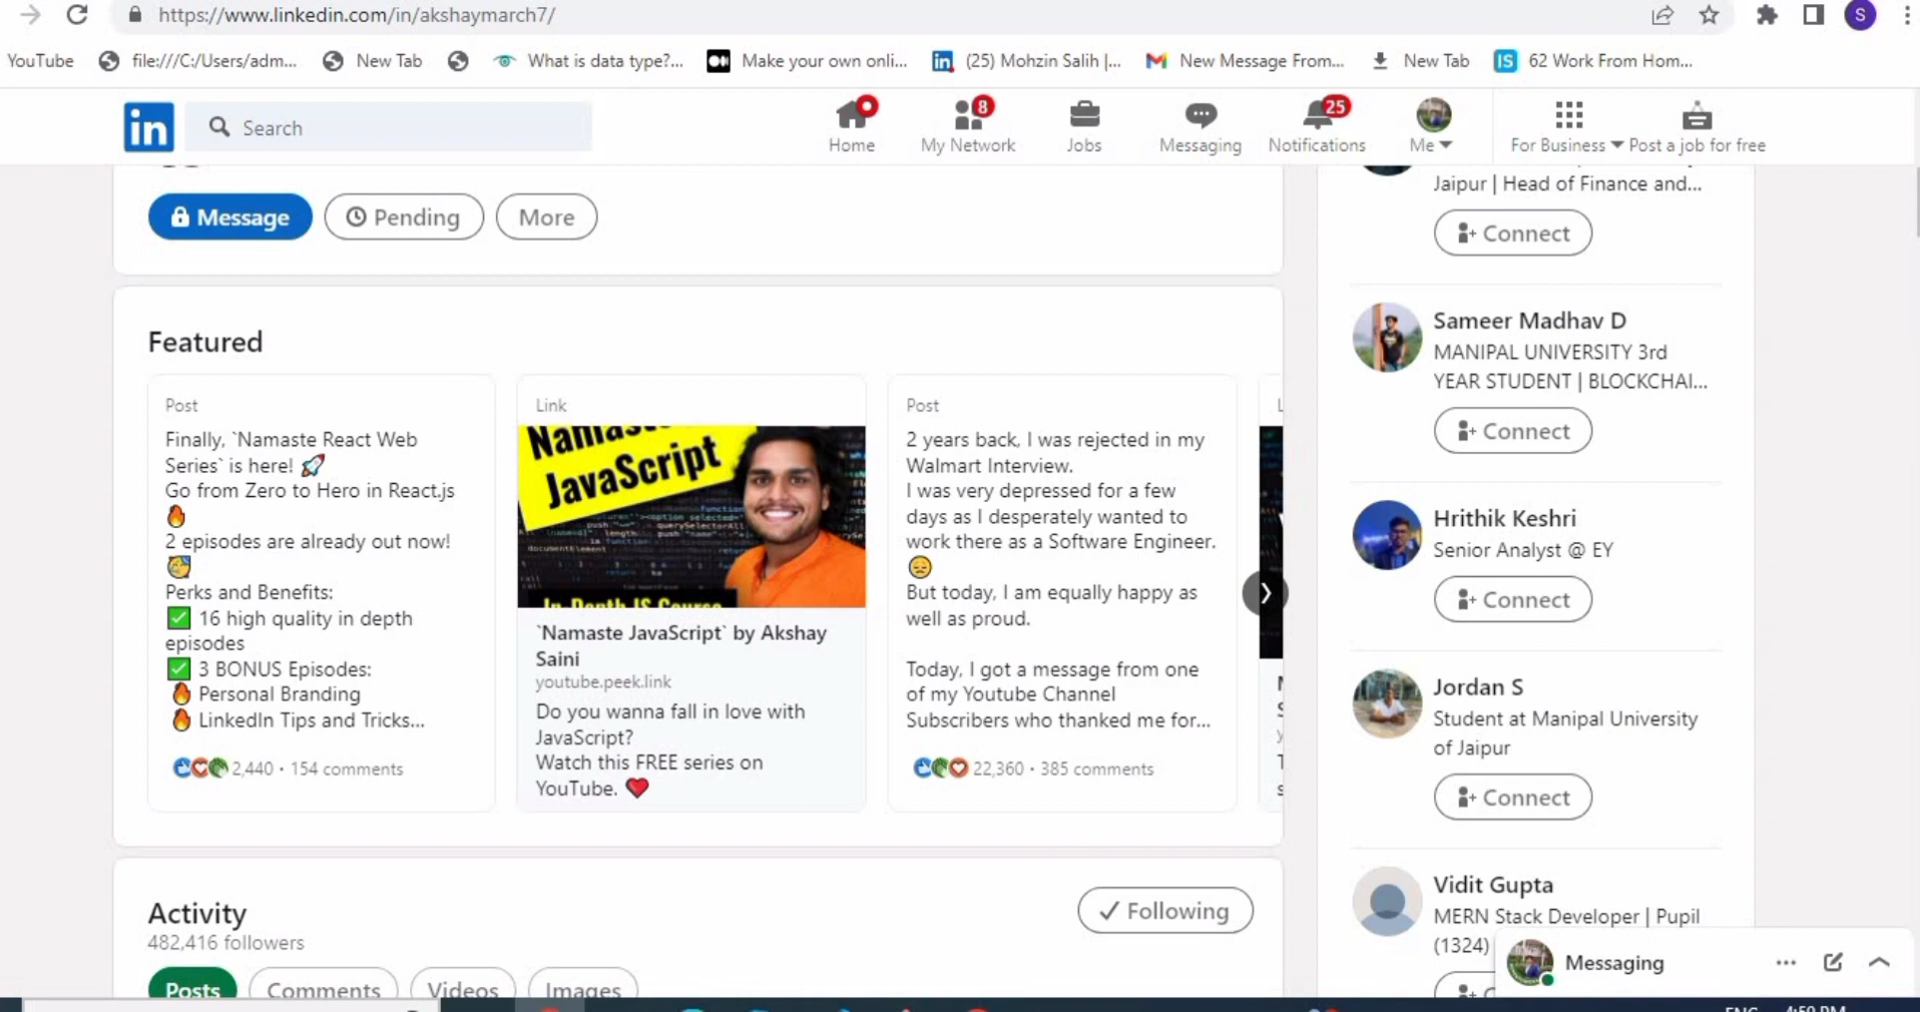 https://www.linkedin.com/in/akshaymarch7/
S
YouTube
file:///C:/Users/adm...
New Tab
What is data type?...
Make your own onli...
(25) Mohzin Salih |...
New Message From...
New Tab
IS
62 Work From Hom...
in
Search
Home
8
My Network
Jobs
Messaging
25
Notifications
Me
For Business
Post a job for free
Message
Pending
More
Featured
Post
Finally, `Namaste React Web
Series` is here! 🚀
Go from Zero to Hero in React.js
🔥
2 episodes are already out now!
🥳
Perks and Benefits:
✅ 16 high quality in depth
episodes
✅ 3 BONUS Episodes:
🔥 Personal Branding
🔥 LinkedIn Tips and Tricks...
2,440 • 154 comments
Link
Namaste
JavaScript
In-Depth JS Course
`Namaste JavaScript` by Akshay
Saini
youtube.peek.link
Do you wanna fall in love with
JavaScript?
Watch this FREE series on
YouTube. ❤️
Post
2 years back, I was rejected in my
Walmart Interview.
I was very depressed for a few
days as I desperately wanted to
work there as a Software Engineer.
😞
But today, I am equally happy as
well as proud.
Today, I got a message from one
of my Youtube Channel
Subscribers who thanked me for...
22,360 • 385 comments
Activity
482,416 followers
Following
Posts
Comments
Videos
Images
Jaipur | Head of Finance and...
Connect
Sameer Madhav D
MANIPAL UNIVERSITY 3rd
YEAR STUDENT | BLOCKCHAI...
Connect
Hrithik Keshri
Senior Analyst @ EY
Connect
Jordan S
Student at Manipal University
of Jaipur
Connect
Vidit Gupta
MERN Stack Developer | Pupil
(1324)
Messaging
ENG
4:59 PM